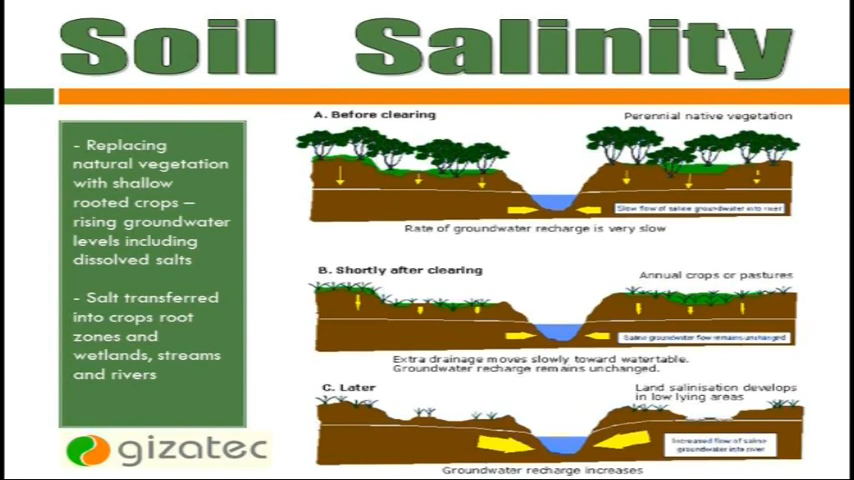 Soil Salinity
- Replacing
natural vegetation
with shallow
rooted crops –
rising groundwater
levels including
dissolved salts
- Salt transferred
into crops root
zones and
wetlands, streams
and rivers
gizatec
A. Before clearing
Perennial native vegetation
Slow flow of saline groundwater into river
Rate of groundwater recharge is very slow
B. Shortly after clearing
Annual crops or pastures
Saline groundwater flow remains unchanged
Extra drainage moves slowly toward watertable.
Groundwater recharge remains unchanged.
C. Later
Land salinisation develops
in low lying areas
Increased flow of saline
groundwater into river
Groundwater recharge increases